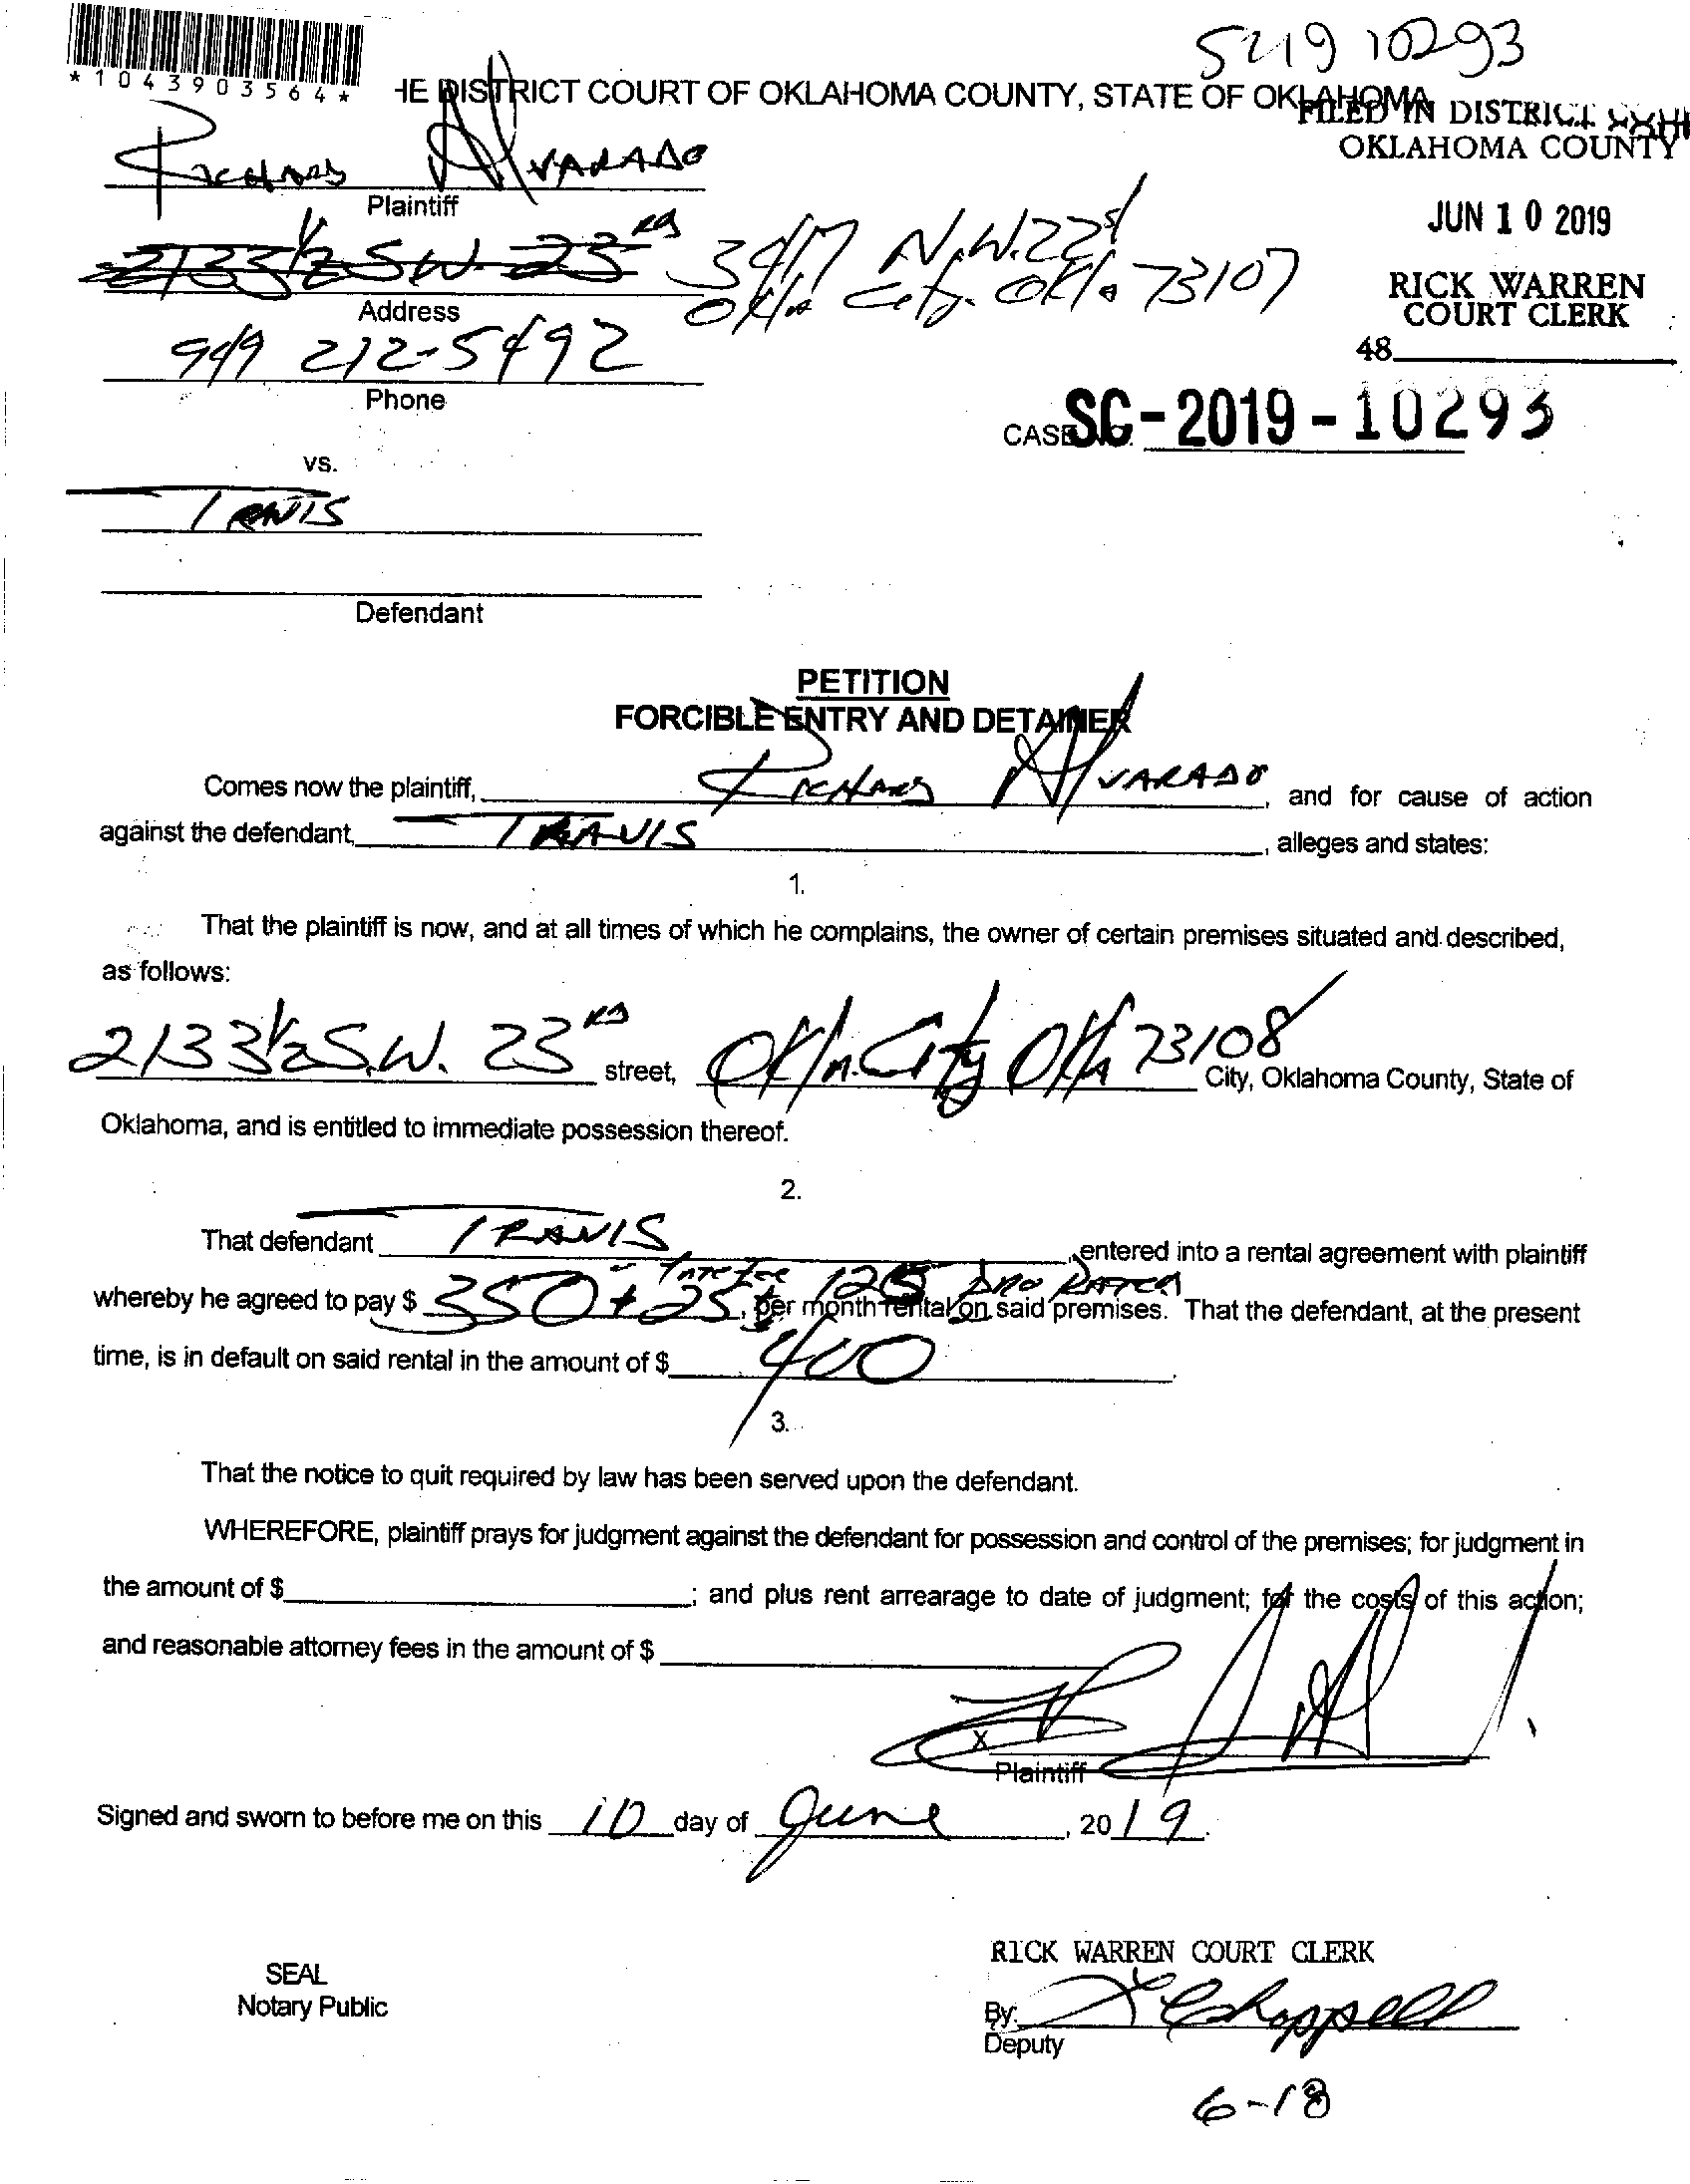 *1043903564*
SC19 10293
HE DISTRICT COURT OF OKLAHOMA COUNTY, STATE OF OKLAHOMA
FILED IN DISTRICT
OKLAHOMA COUNTY
JUN 10 2019
RICK WARREN
COURT CLERK
48
RICHARD ALVARADO
Plaintiff
2133 1/2 S.W. 23RD
3417 N.W. 22
Okla City. Okla 73107
Address
949 212-5492
Phone
CASE NO. SC-2019-10293
vs.
TRAVIS
Defendant
PETITION
FORCIBLE ENTRY AND DETAINER
Comes now the plaintiff, RICHARD ALVARADO, and for cause of action
against the defendant, TRAVIS, alleges and states:
1.
That the plaintiff is now, and at all times of which he complains, the owner of certain premises situated and described,
as follows:
2133 1/2 S.W. 23RD street, Okla. City Okla 73108 City, Oklahoma County, State of
Oklahoma, and is entitled to immediate possession thereof.
2.
That defendant TRAVIS, entered into a rental agreement with plaintiff
LATE FEE 125 PRO RATED
whereby he agreed to pay $ 350 + 25, per month rental on said premises. That the defendant, at the present
time, is in default on said rental in the amount of $ 400.
3.
That the notice to quit required by law has been served upon the defendant.
WHEREFORE, plaintiff prays for judgment against the defendant for possession and control of the premises; for judgment in
the amount of $ ; and plus rent arrearage to date of judgment; for the costs of this action;
and reasonable attorney fees in the amount of $
X
Plaintiff
Signed and sworn to before me on this 10 day of June, 2019.
RICK WARREN COURT CLERK
SEAL
Notary Public
By: Chappell
Deputy
6-18